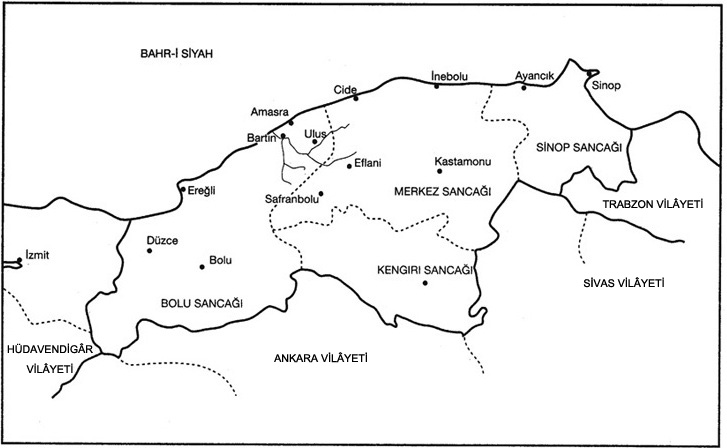 BAHR-İ SİYAH
İnebolu
Ayancık
Sinop
Cide
Amasra
Bartın
Ulus
SİNOP SANCAĞI
Eflani
Kastamonu
Ereğli
Safranbolu
MERKEZ SANCAĞI
TRABZON VİLÂYETİ
Düzce
İzmit
Bolu
KENGIRI SANCAĞI
SİVAS VİLÂYETİ
BOLU SANCAĞI
HÜDAVENDİGÂR
VİLÂYETİ
ANKARA VİLÂYETİ